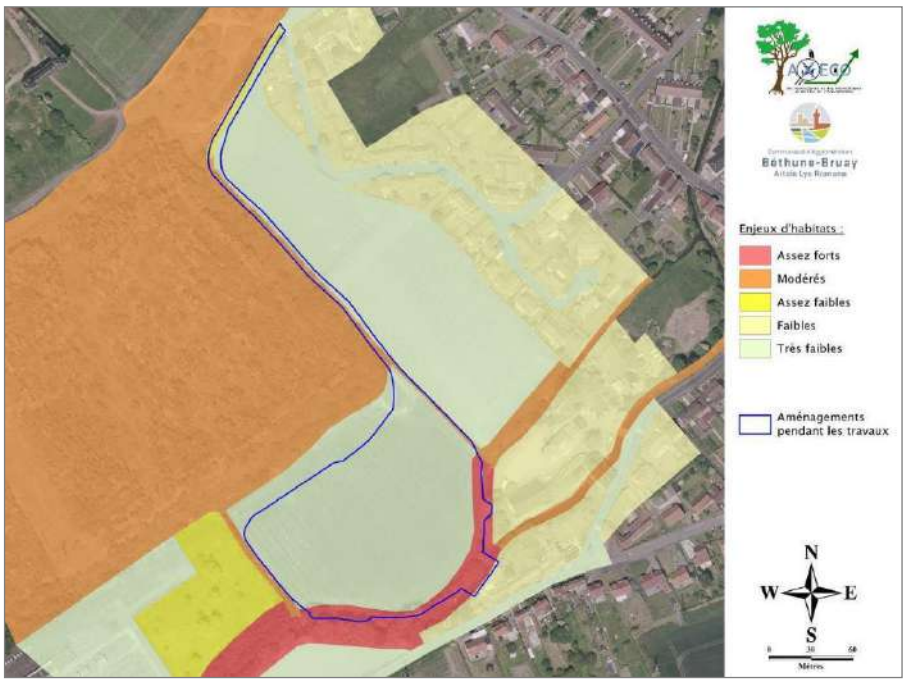 Béthune-Bruay
Artois Lys Romane
Enjeux d'habitats :
Assez forts
Modérés
Assez faibles
Faibles
Très faibles
Aménagements
pendant les travaux
N
W
E
S
0 30 60
Mètres